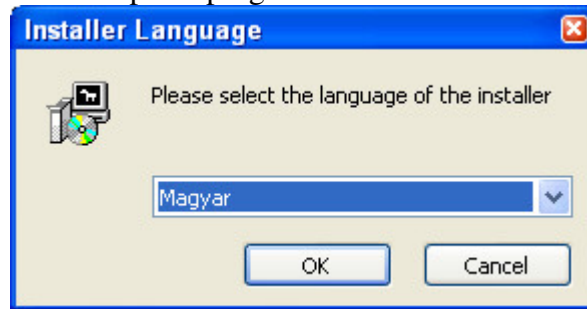 Installer Language
Please select the language of the installer
Magyar
OK
Cancel